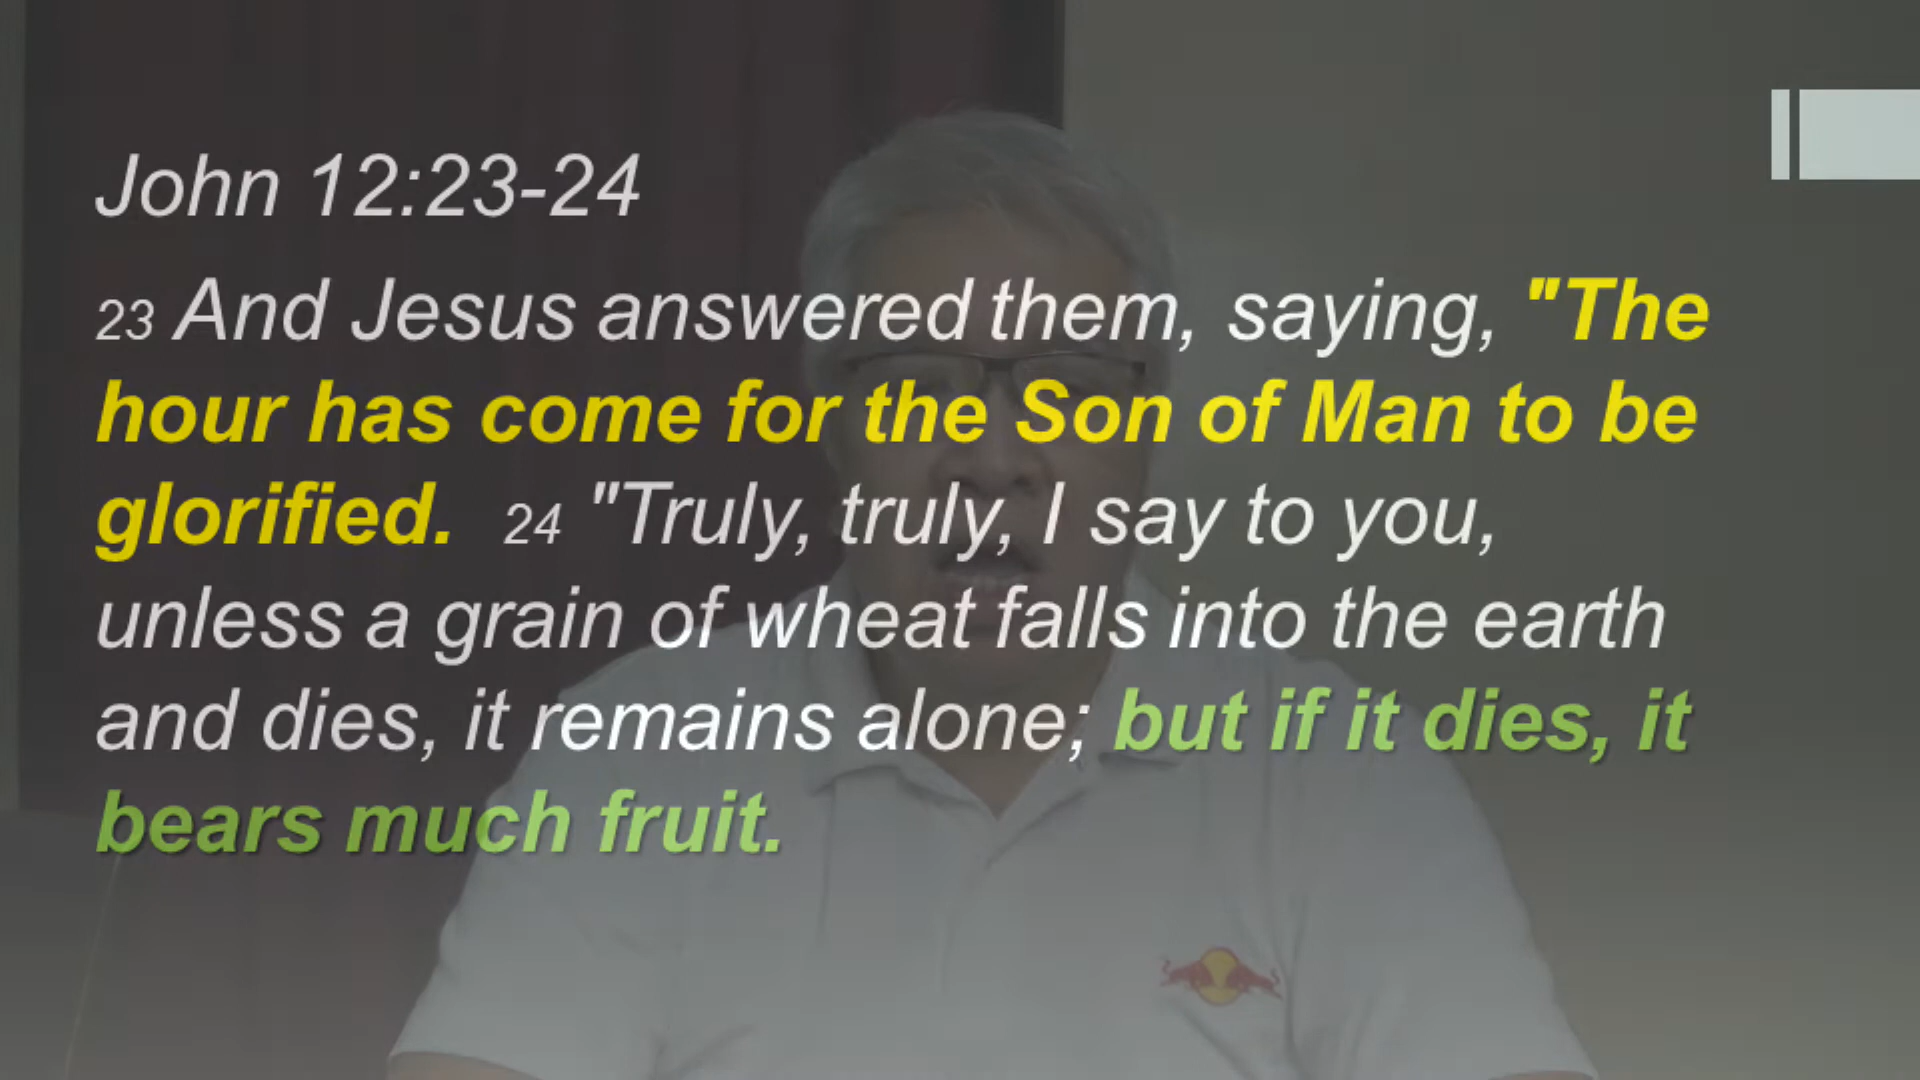 John 12:23-24
23 And Jesus answered them, saying, "The
hour has come for the Son of Man to be
glorified. 24 "Truly, truly, I say to you,
unless a grain of wheat falls into the earth
and dies, it remains alone; but if it dies, it
bears much fruit.